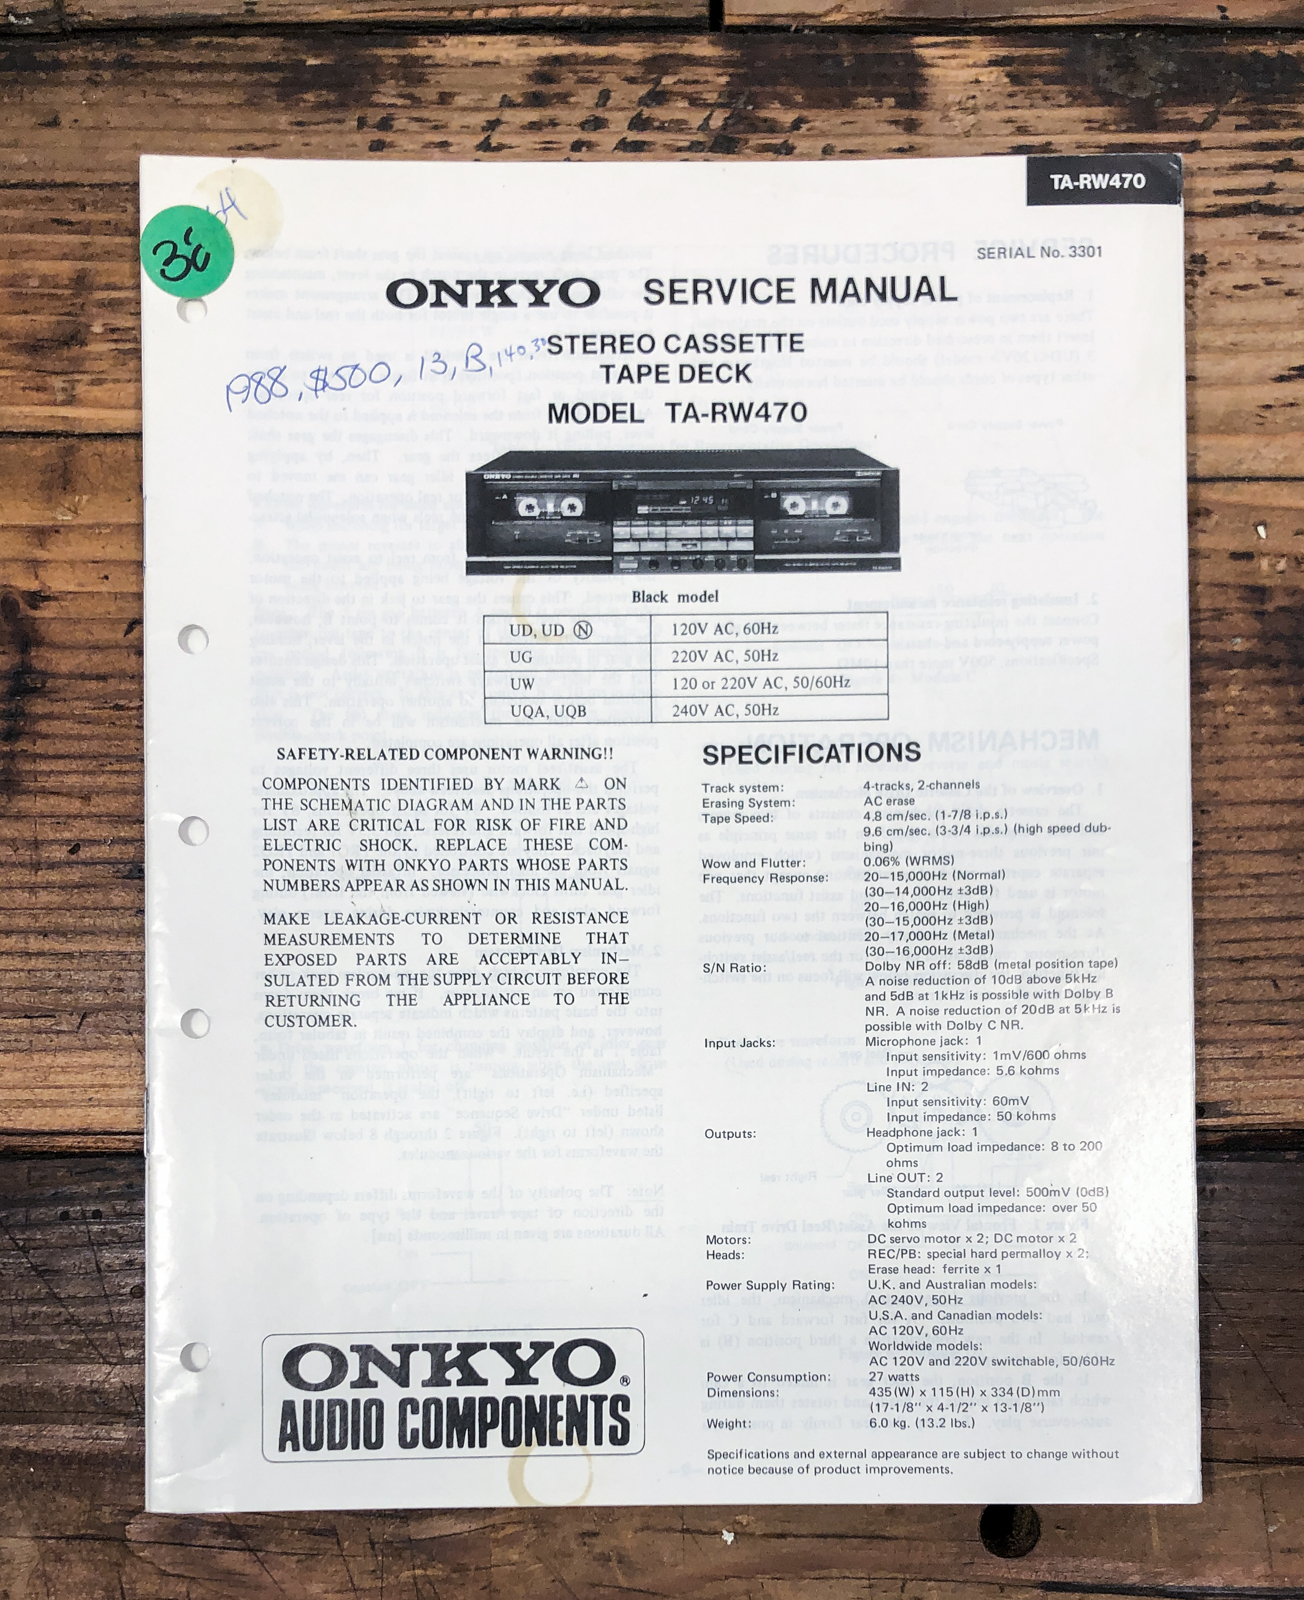 TA-RW470
SERIAL No. 3301
ONKYO SERVICE MANUAL
1988, $500, 13, B, 140,
STEREO CASSETTE
TAPE DECK
MODEL TA-RW470
ONKYO
12 45
Black model
UD, UD Ⓝ 120V AC, 60Hz
UG 220V AC, 50Hz
UW 120 or 220V AC, 50/60Hz
UQA, UQB 240V AC, 50Hz
SAFETY-RELATED COMPONENT WARNING!!
COMPONENTS IDENTIFIED BY MARK ⚠ ON
THE SCHEMATIC DIAGRAM AND IN THE PARTS
LIST ARE CRITICAL FOR RISK OF FIRE AND
ELECTRIC SHOCK. REPLACE THESE COM-
PONENTS WITH ONKYO PARTS WHOSE PARTS
NUMBERS APPEAR AS SHOWN IN THIS MANUAL.
MAKE LEAKAGE-CURRENT OR RESISTANCE
MEASUREMENTS TO DETERMINE THAT
EXPOSED PARTS ARE ACCEPTABLY IN-
SULATED FROM THE SUPPLY CIRCUIT BEFORE
RETURNING THE APPLIANCE TO THE
CUSTOMER.
SPECIFICATIONS
Track system: 4-tracks, 2-channels
Erasing System: AC erase
Tape Speed: 4.8 cm/sec. (1-7/8 i.p.s.)
9.6 cm/sec. (3-3/4 i.p.s.) (high speed dub-
bing)
Wow and Flutter: 0.06% (WRMS)
Frequency Response: 20–15,000Hz (Normal)
(30–14,000Hz ±3dB)
20–16,000Hz (High)
(30–15,000Hz ±3dB)
20–17,000Hz (Metal)
(30–16,000Hz ±3dB)
S/N Ratio: Dolby NR off: 58dB (metal position tape)
A noise reduction of 10dB above 5kHz
and 5dB at 1kHz is possible with Dolby B
NR. A noise reduction of 20dB at 5kHz is
possible with Dolby C NR.
Input Jacks: Microphone jack: 1
Input sensitivity: 1mV/600 ohms
Input impedance: 5.6 kohms
Line IN: 2
Input sensitivity: 60mV
Input impedance: 50 kohms
Outputs: Headphone jack: 1
Optimum load impedance: 8 to 200
ohms
Line OUT: 2
Standard output level: 500mV (0dB)
Optimum load impedance: over 50
kohms
Motors: DC servo motor x 2; DC motor x 2
Heads: REC/PB: special hard permalloy x 2;
Erase head: ferrite x 1
Power Supply Rating: U.K. and Australian models:
AC 240V, 50Hz
U.S.A. and Canadian models:
AC 120V, 60Hz
Worldwide models:
AC 120V and 220V switchable, 50/60Hz
Power Consumption: 27 watts
Dimensions: 435(W) x 115(H) x 334(D)mm
(17-1/8" x 4-1/2" x 13-1/8")
Weight: 6.0 kg. (13.2 lbs.)
Specifications and external appearance are subject to change without
notice because of product improvements.
ONKYO®
AUDIO COMPONENTS